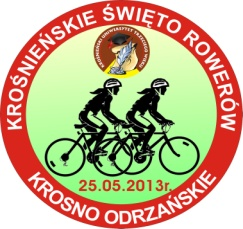 KROŚNIEŃSKIE ŚWIĘTO ROWERÓW
25.05.2013r.
KROSNO ODRZAŃSKIE